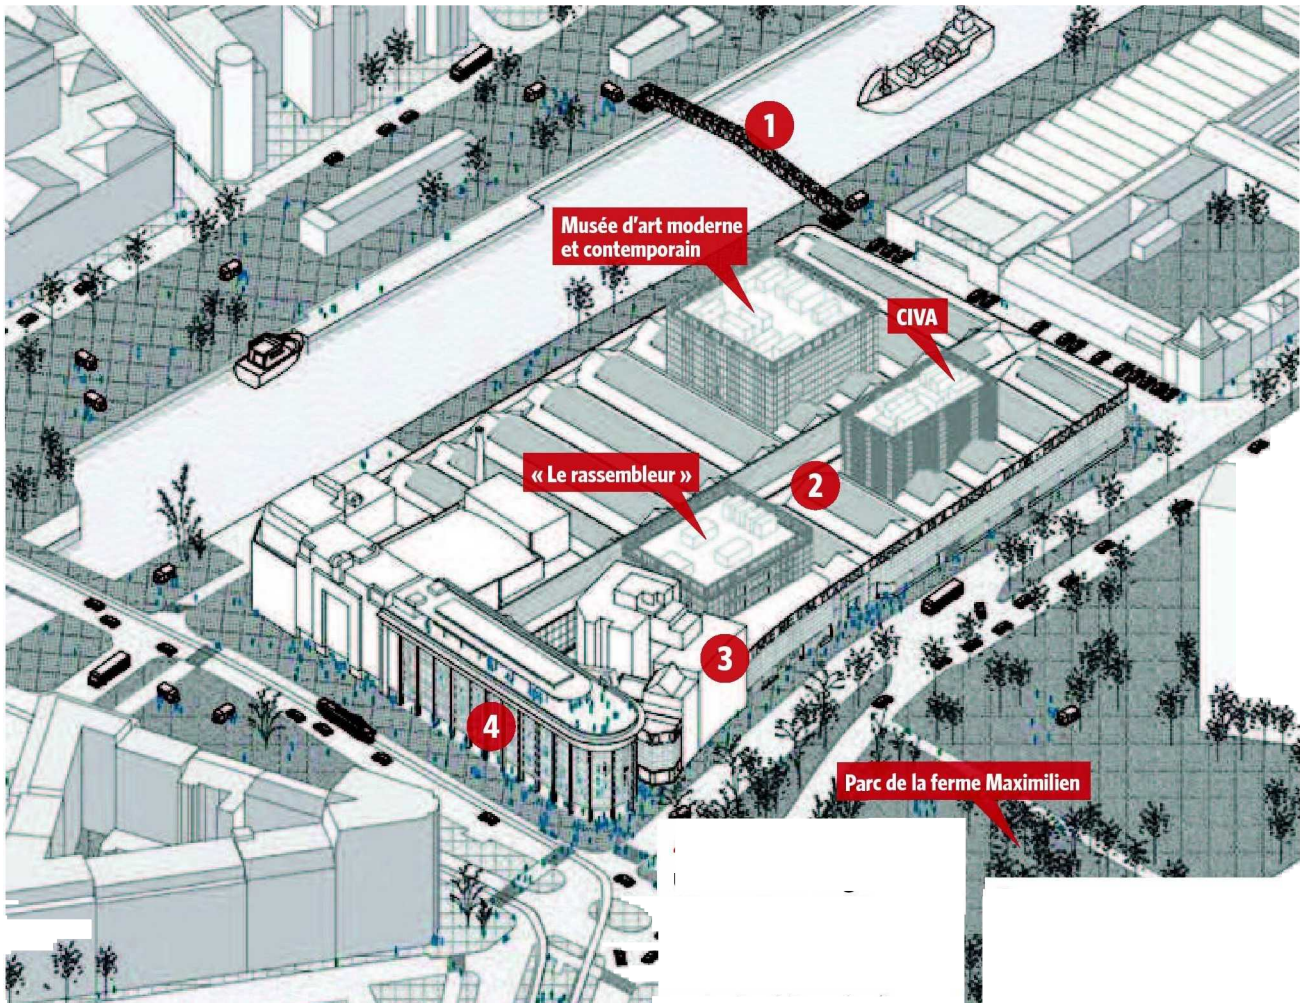 1
Musée d'art moderne
et contemporain
CIVA
« Le rassembleur »
2
3
4
Parc de la ferme Maximilien